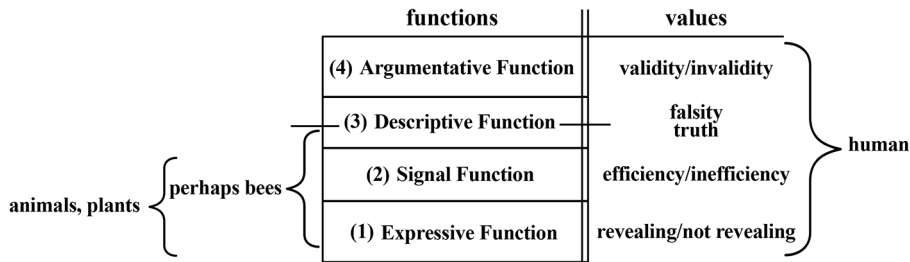 functions values
(4) Argumentative Function validity/invalidity
(3) Descriptive Function falsity
truth
human
(2) Signal Function efficiency/inefficiency
perhaps bees
animals, plants
(1) Expressive Function revealing/not revealing